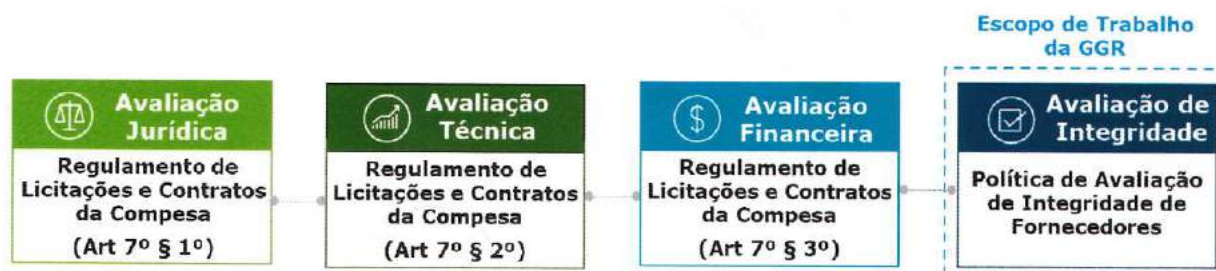 Escopo de Trabalho
da GGR
Avaliação
Jurídica
Regulamento de
Licitações e Contratos
da Compesa
(Art 7º § 1º)
Avaliação
Técnica
Regulamento de
Licitações e Contratos
da Compesa
(Art 7º § 2º)
$
Avaliação
Financeira
Regulamento de
Licitações e Contratos
da Compesa
(Art 7º § 3º)
Avaliação de
Integridade
Política de Avaliação
de Integridade de
Fornecedores